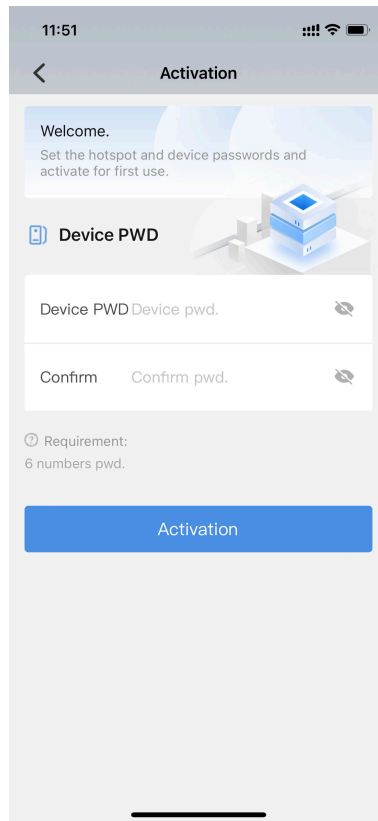 11:51
Activation
Welcome.
Set the hotspot and device passwords and
activate for first use.
Device PWD
Device PWD Device pwd.
Confirm Confirm pwd.
? Requirement:
6 numbers pwd.
Activation